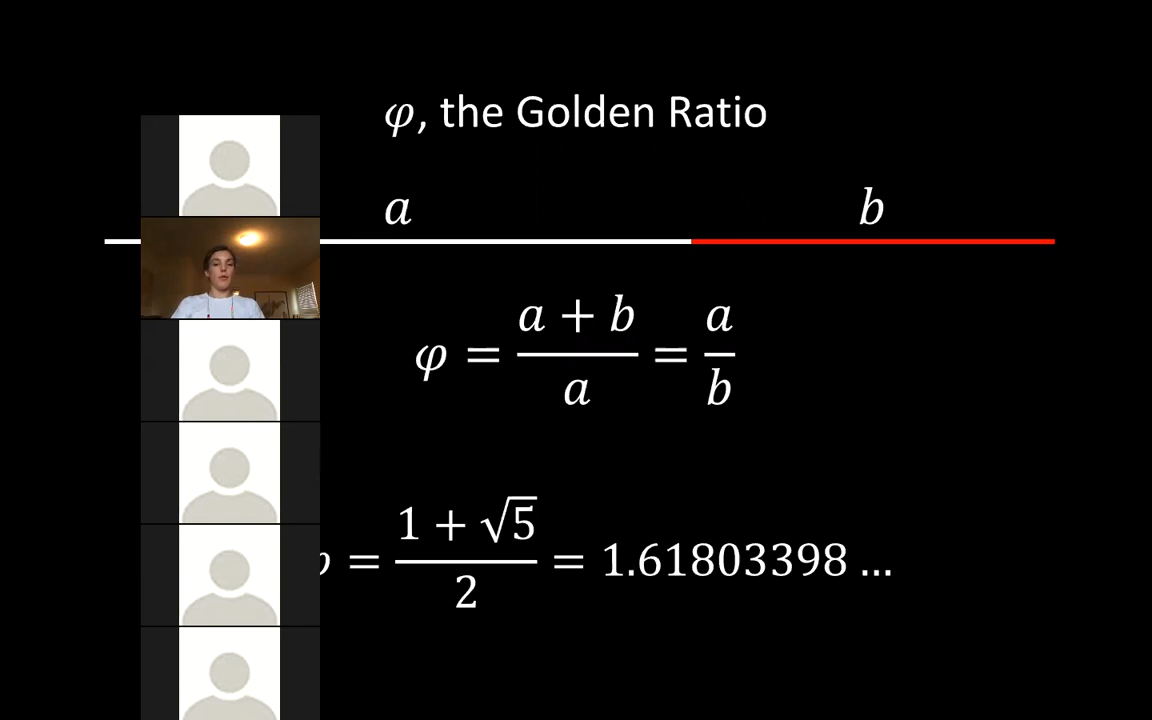 φ, the Golden Ratio
a b
φ = (a + b)/a = a/b
= (1 + √5)/2 = 1.61803398 ...